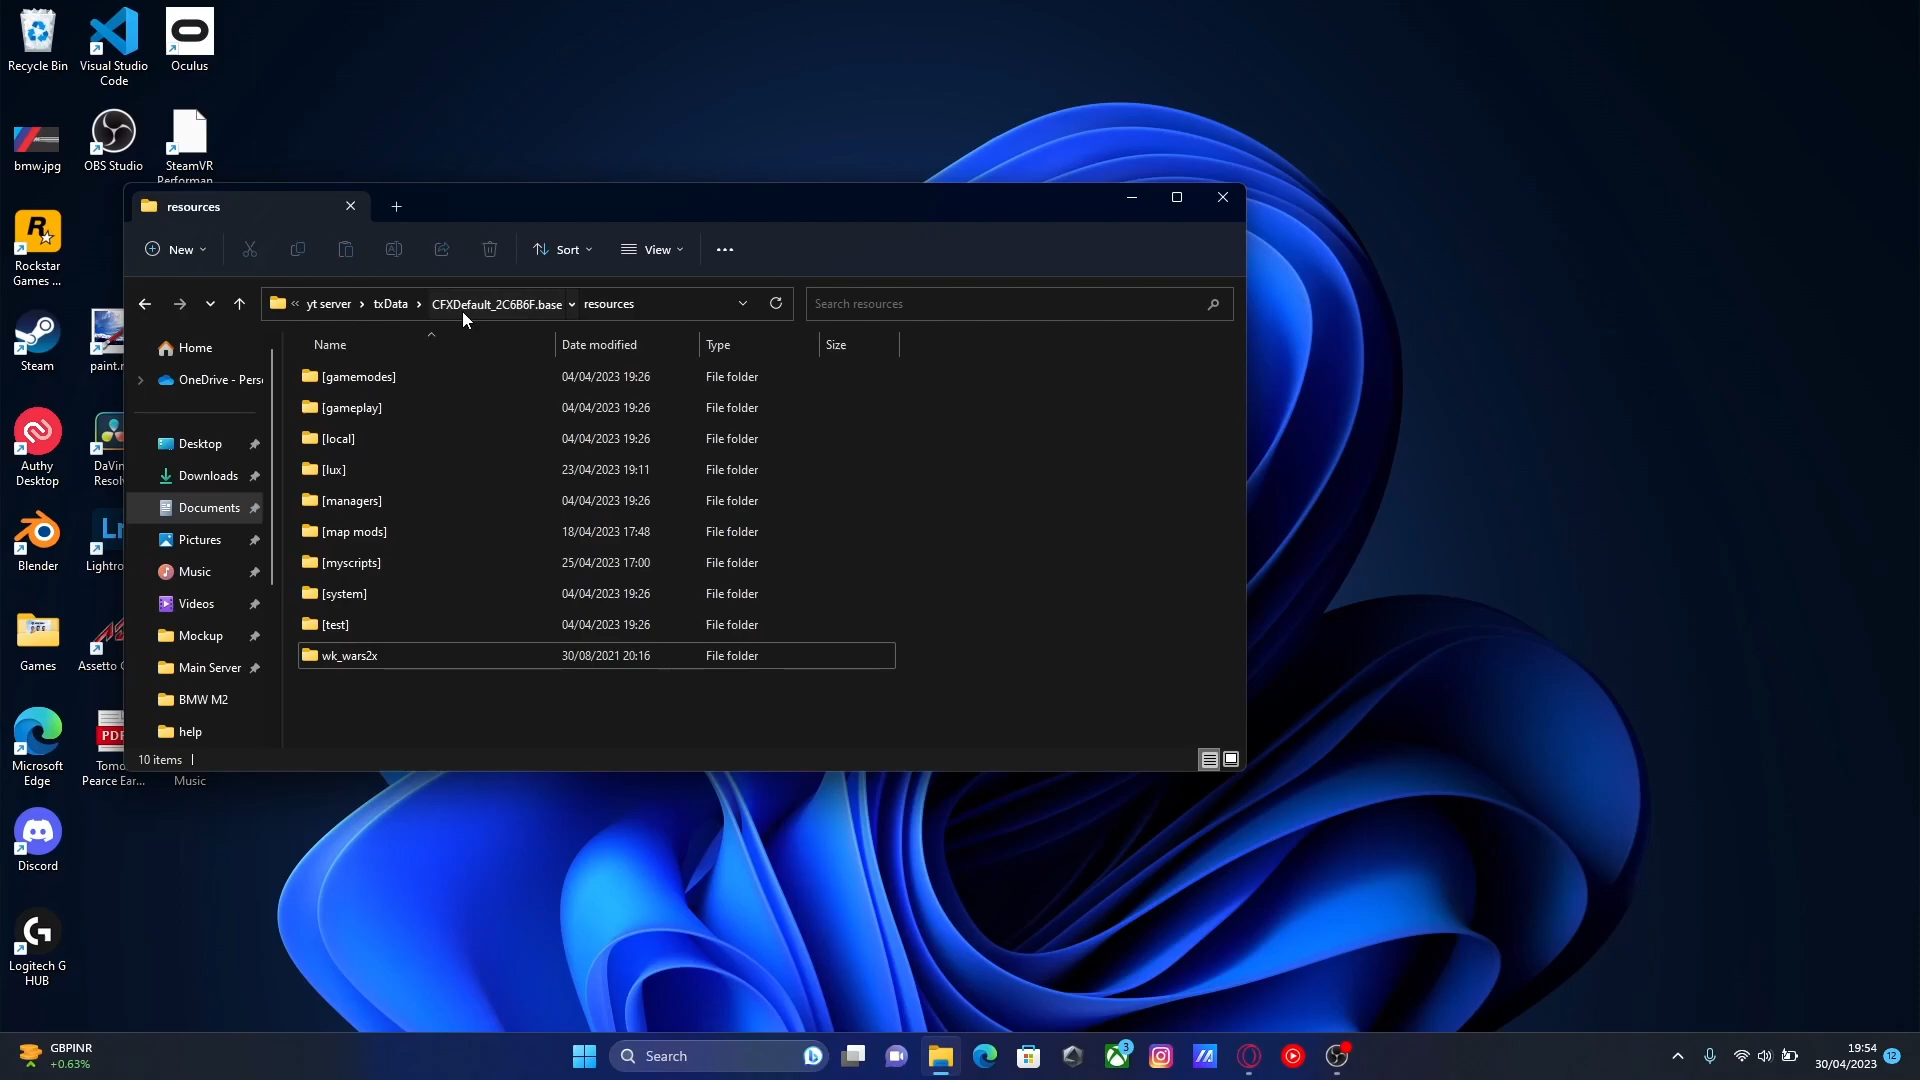 Recycle Bin
Visual Studio
Code
Oculus
bmw.jpg
OBS Studio
SteamVR
Performan...
Rockstar
Games ...
Steam
paint.n
Authy
Desktop
DaVin
Resol
Blender
Lightro
Games
Assetto C
Microsoft
Edge
PDF
Tomo
Pearce Ear...
Music
Discord
Logitech G
HUB
resources
New
Sort
View
yt server
txData
CFXDefault_2C6B6F.base
resources
Search resources
Home
OneDrive - Perso
Desktop
Downloads
Documents
Pictures
Music
Videos
Mockup
Main Server
BMW M2
help
Name Date modified Type Size
[gamemodes] 04/04/2023 19:26 File folder
[gameplay] 04/04/2023 19:26 File folder
[local] 04/04/2023 19:26 File folder
[lux] 23/04/2023 19:11 File folder
[managers] 04/04/2023 19:26 File folder
[map mods] 18/04/2023 17:48 File folder
[myscripts] 25/04/2023 17:00 File folder
[system] 04/04/2023 19:26 File folder
[test] 04/04/2023 19:26 File folder
wk_wars2x 30/08/2021 20:16 File folder
10 items
GBPINR
+0.63%
Search
3
19:54
30/04/2023
12